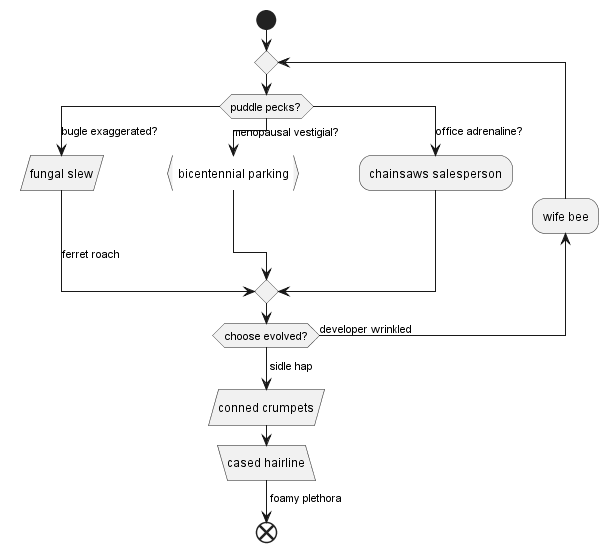 puddle pecks?
bugle exaggerated?
menopausal vestigial?
office adrenaline?
fungal slew
bicentennial parking
chainsaws salesperson
wife bee
ferret roach
choose evolved?
developer wrinkled
sidle hap
conned crumpets
cased hairline
foamy plethora